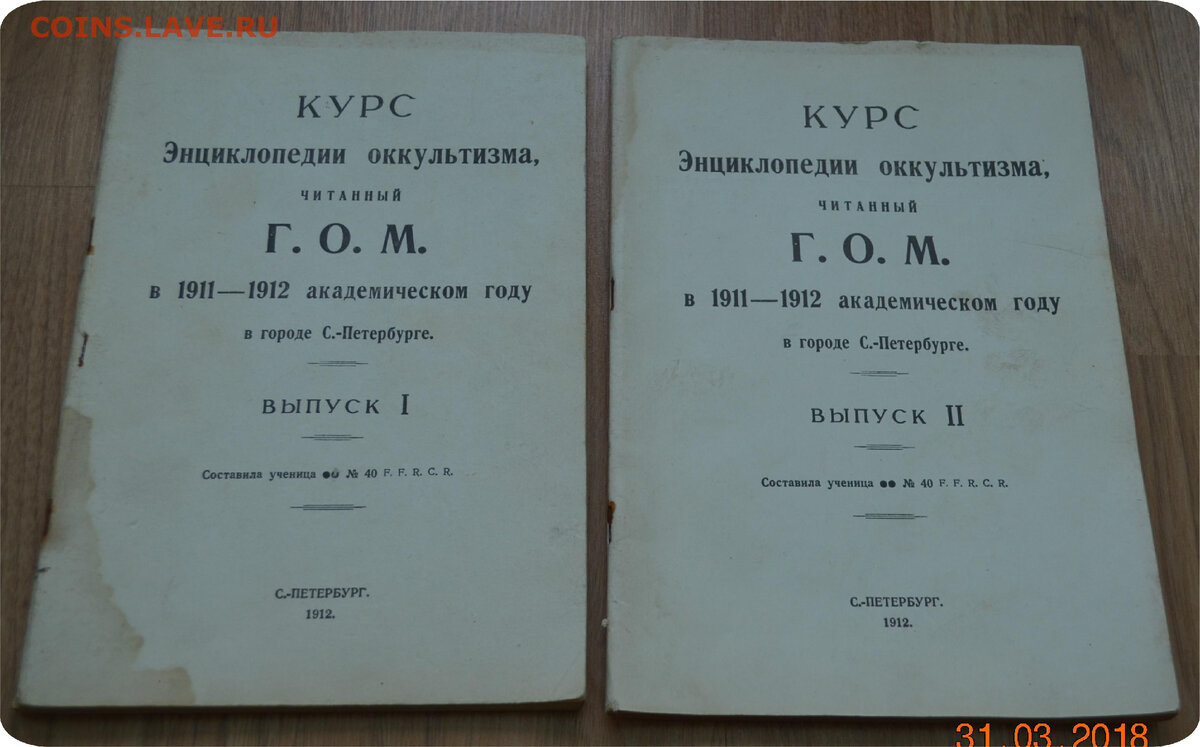 COINS.LAVE.RU
КУРС
Энциклопедии оккультизма,
читанный
Г. О. М.
в 1911—1912 академическом году
в городе С.-Петербурге.
ВЫПУСК I
Составила ученица ●● № 40 F. F. R. C. R.
С.-ПЕТЕРБУРГ.
1912.
КУРС
Энциклопедии оккультизма,
читанный
Г. О. М.
в 1911—1912 академическом году
в городе С.-Петербурге.
ВЫПУСК II
Составила ученица ●● № 40 F. F. R. C. R.
С.-ПЕТЕРБУРГ.
1912.
31.03.2018